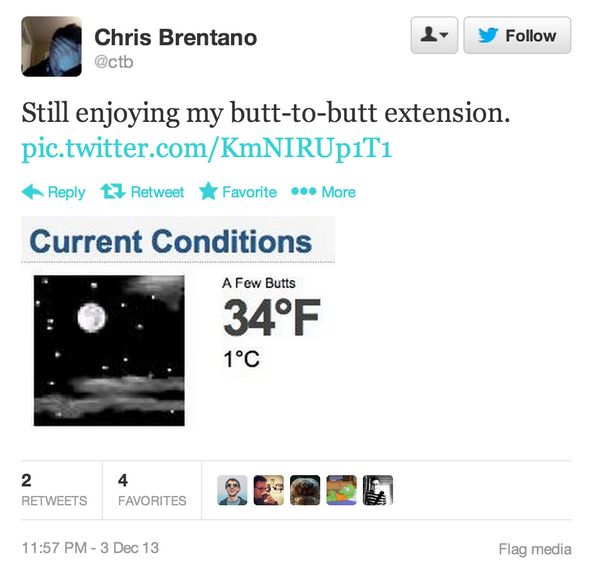 Chris Brentano
@ctb
Follow
Still enjoying my butt-to-butt extension.
pic.twitter.com/KmNIRUp1T1
Reply Retweet Favorite More
Current Conditions
A Few Butts
34°F
1°C
2 RETWEETS
4 FAVORITES
11:57 PM - 3 Dec 13
Flag media